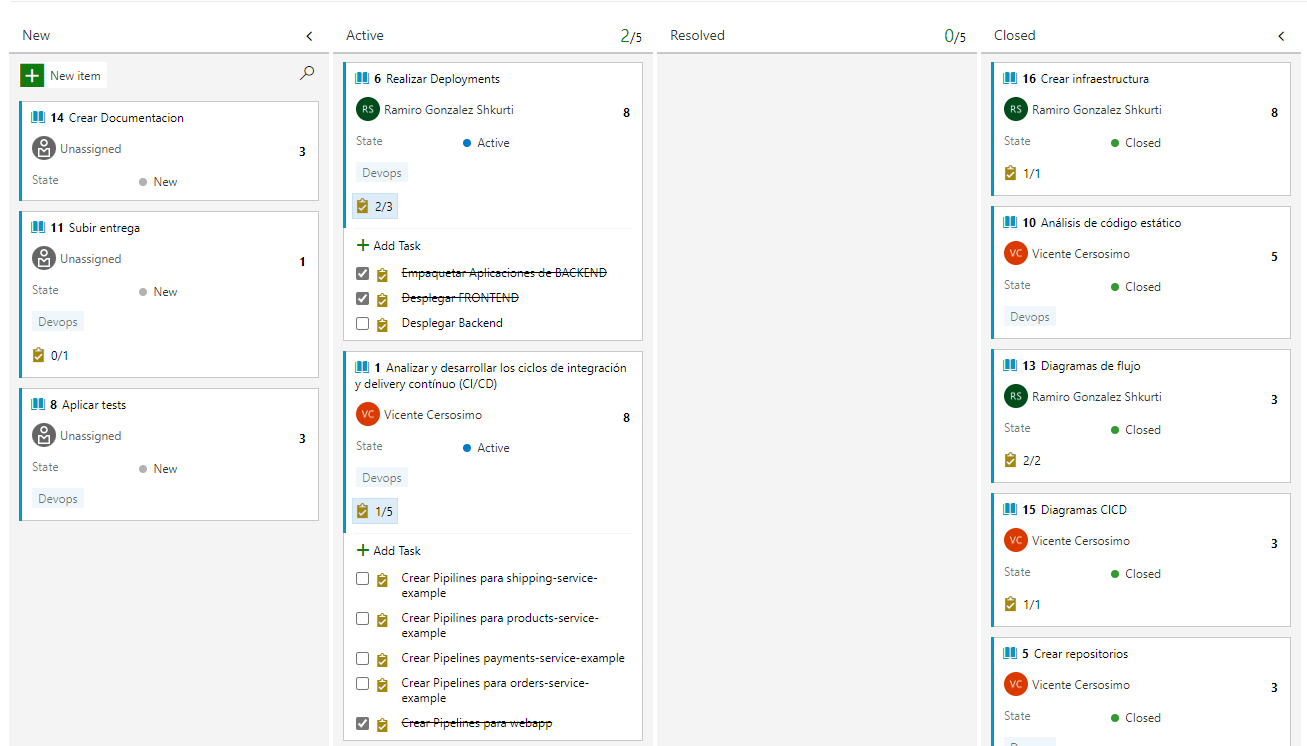 New
New item
14 Crear Documentacion
Unassigned
3
State
New
11 Subir entrega
Unassigned
1
State
New
Devops
0/1
8 Aplicar tests
Unassigned
3
State
New
Devops
Active
2/5
6 Realizar Deployments
RS Ramiro Gonzalez Shkurti
8
State
Active
Devops
2/3
Add Task
Empaquetar Aplicaciones de BACKEND
Desplegar FRONTEND
Desplegar Backend
1 Analizar y desarrollar los ciclos de integración
y delivery contínuo (CI/CD)
VC Vicente Cersosimo
8
State
Active
Devops
1/5
Add Task
Crear Pipilines para shipping-service-
example
Crear Pipilines para products-service-
example
Crear Pipelines payments-service-example
Crear Pipelines para orders-service-
example
Crear Pipelines para webapp
Resolved
0/5
Closed
16 Crear infraestructura
RS Ramiro Gonzalez Shkurti
8
State
Closed
1/1
10 Análisis de código estático
VC Vicente Cersosimo
5
State
Closed
Devops
13 Diagramas de flujo
RS Ramiro Gonzalez Shkurti
3
State
Closed
2/2
15 Diagramas CICD
VC Vicente Cersosimo
3
State
Closed
1/1
5 Crear repositorios
VC Vicente Cersosimo
3
State
Closed